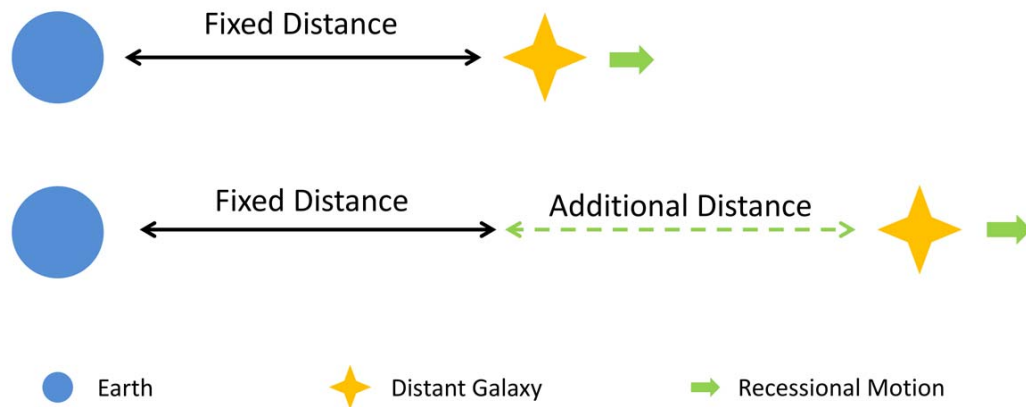 Fixed Distance
Fixed Distance
Additional Distance
Earth
Distant Galaxy
Recessional Motion